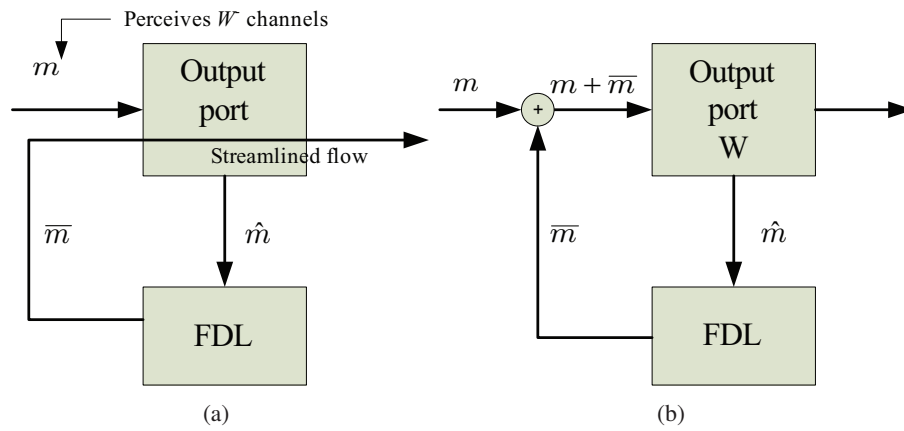 Perceives W⁻ channels
m
Output
port
Streamlined flow
m̅
m̂
FDL
(a)
m
m + m̅
+
Output
port
W
m̅
m̂
FDL
(b)